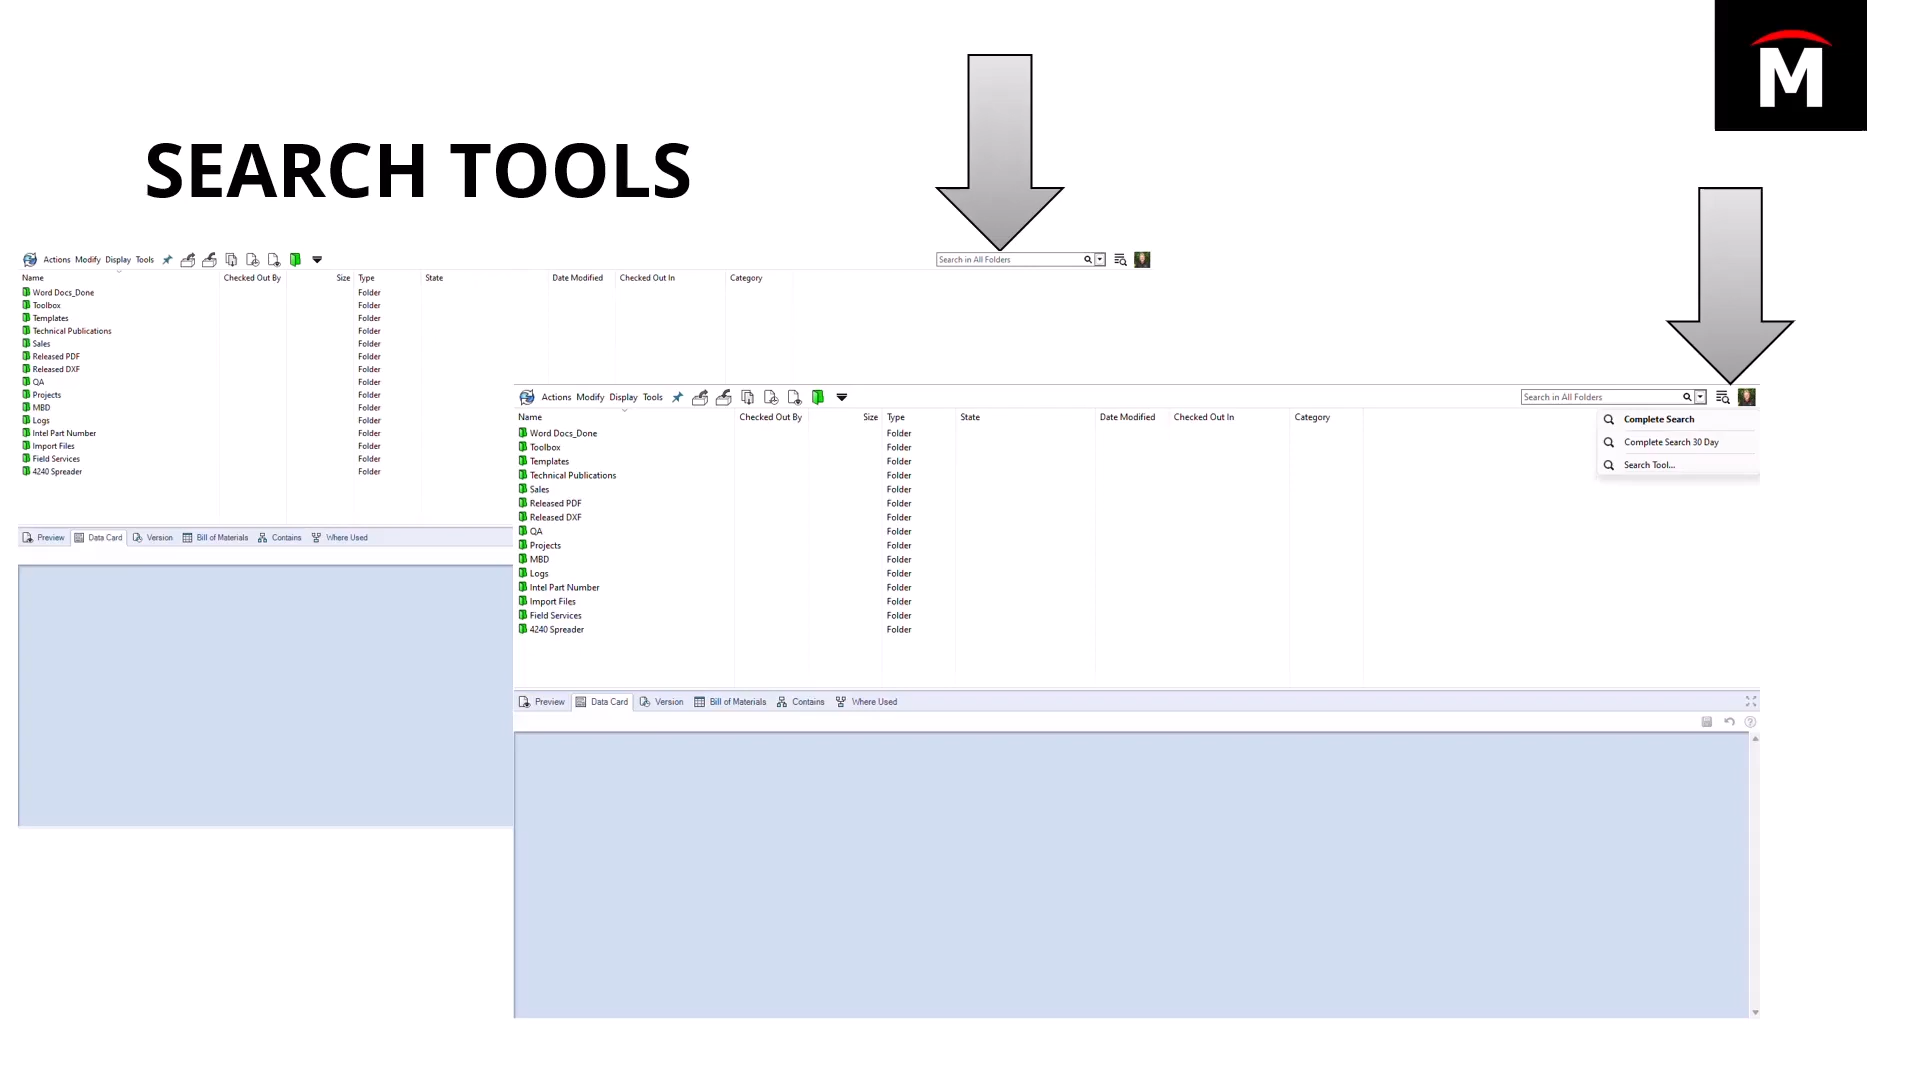 M
SEARCH TOOLS
Actions Modify Display Tools
Search in All Folders
Name Checked Out By Size Type State Date Modified Checked Out In Category
Word Docs_Done Folder
Toolbox Folder
Templates Folder
Technical Publications Folder
Sales Folder
Released PDF Folder
Released DXF Folder
QA Folder
Projects Folder
MBD Folder
Logs Folder
Intel Part Number Folder
Import Files Folder
Field Services Folder
4240 Spreader Folder
Preview Data Card Version Bill of Materials Contains Where Used
Actions Modify Display Tools
Search in All Folders
Name Checked Out By Size Type State Date Modified Checked Out In Category
Complete Search
Complete Search 30 Day
Search Tool...
Word Docs_Done Folder
Toolbox Folder
Templates Folder
Technical Publications Folder
Sales Folder
Released PDF Folder
Released DXF Folder
QA Folder
Projects Folder
MBD Folder
Logs Folder
Intel Part Number Folder
Import Files Folder
Field Services Folder
4240 Spreader Folder
Preview Data Card Version Bill of Materials Contains Where Used